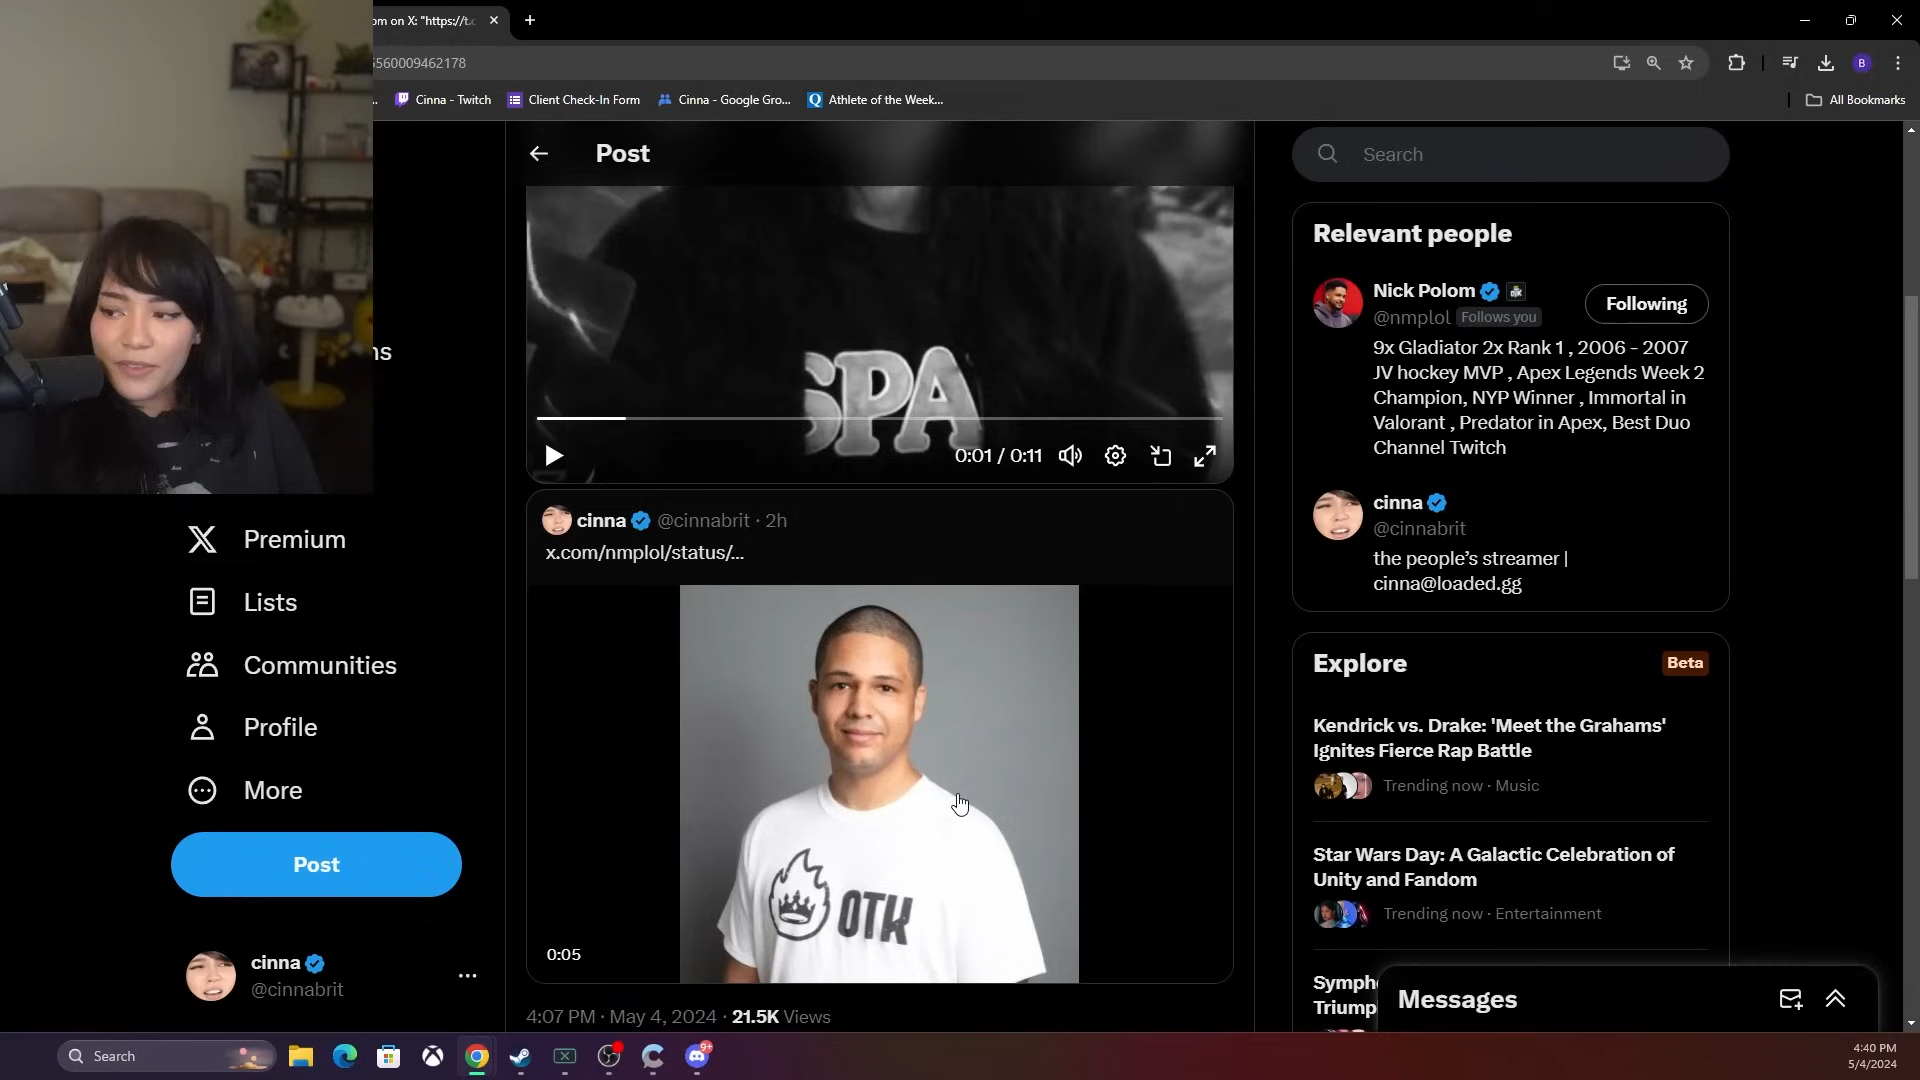 om on X: "https://t.c
5560009462178
Cinna - Twitch
Client Check-In Form
Cinna - Google Gro...
Athlete of the Week...
All Bookmarks
Post
Search
SPA
0:01 / 0:11
Relevant people
Nick Polom
@nmplol Follows you
Following
9x Gladiator 2x Rank 1 , 2006 - 2007
JV hockey MVP , Apex Legends Week 2
Champion, NYP Winner , Immortal in
Valorant , Predator in Apex, Best Duo
Channel Twitch
cinna
@cinnabrit
the people’s streamer |
cinna@loaded.gg
ns
Premium
Lists
Communities
Profile
More
Post
cinna
@cinnabrit
cinna @cinnabrit · 2h
x.com/nmplol/status/...
OTK
0:05
4:07 PM · May 4, 2024 · 21.5K Views
Explore
Beta
Kendrick vs. Drake: 'Meet the Grahams'
Ignites Fierce Rap Battle
Trending now · Music
Star Wars Day: A Galactic Celebration of
Unity and Fandom
Trending now · Entertainment
Symph
Triump
Messages
Search
9+
4:40 PM
5/4/2024